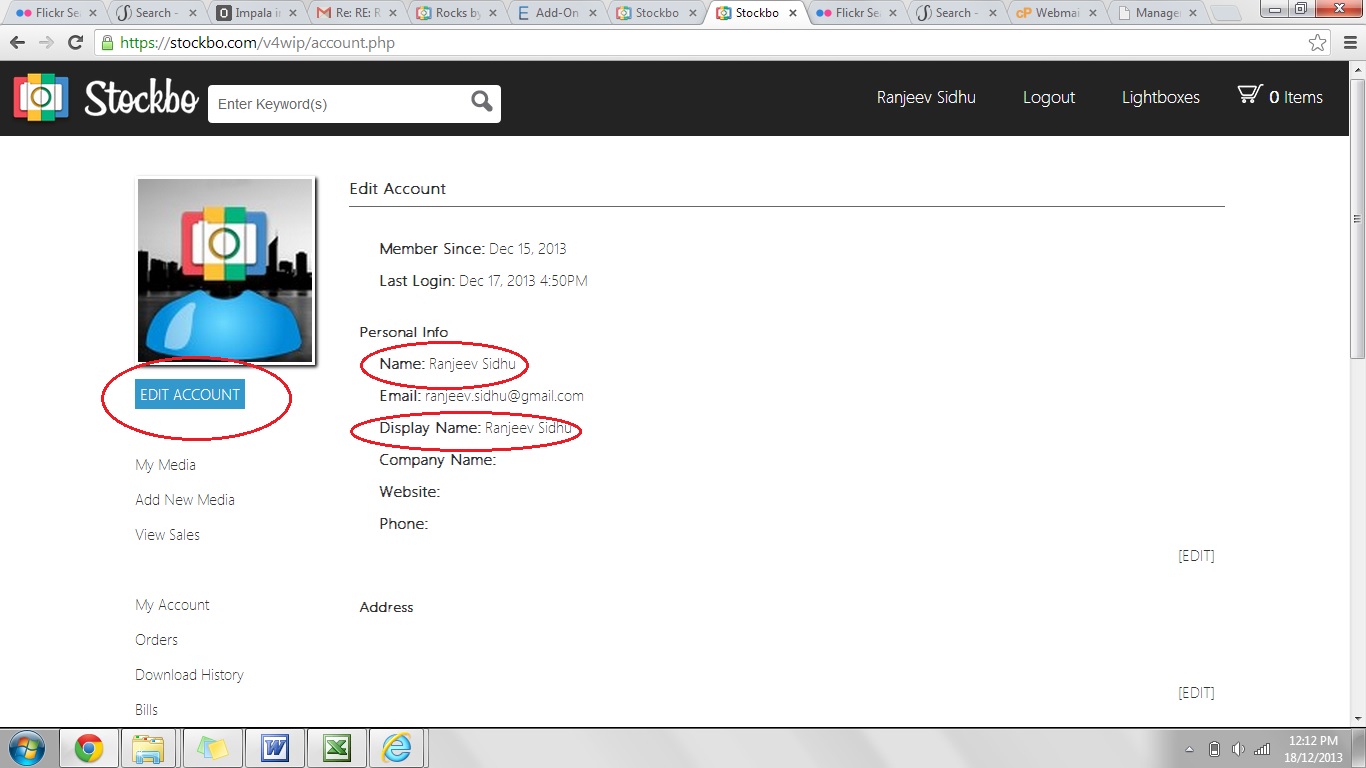 Flickr Se
Search -
Impala in
Re: RE: R
Rocks by
Add-On
Stockbo
Stockbo
Flickr Se
Search -
cP Webmai
Manage
https://stockbo.com/v4wip/account.php
Stockbo
Enter Keyword(s)
Ranjeev Sidhu
Logout
Lightboxes
0 Items
Edit Account
Member Since: Dec 15, 2013
Last Login: Dec 17, 2013 4:50PM
Personal Info
Name: Ranjeev Sidhu
EDIT ACCOUNT
Email: ranjeev.sidhu@gmail.com
Display Name: Ranjeev Sidhu
Company Name:
My Media
Website:
Add New Media
Phone:
View Sales
[EDIT]
My Account
Address
Orders
Download History
[EDIT]
Bills
12:12 PM
18/12/2013